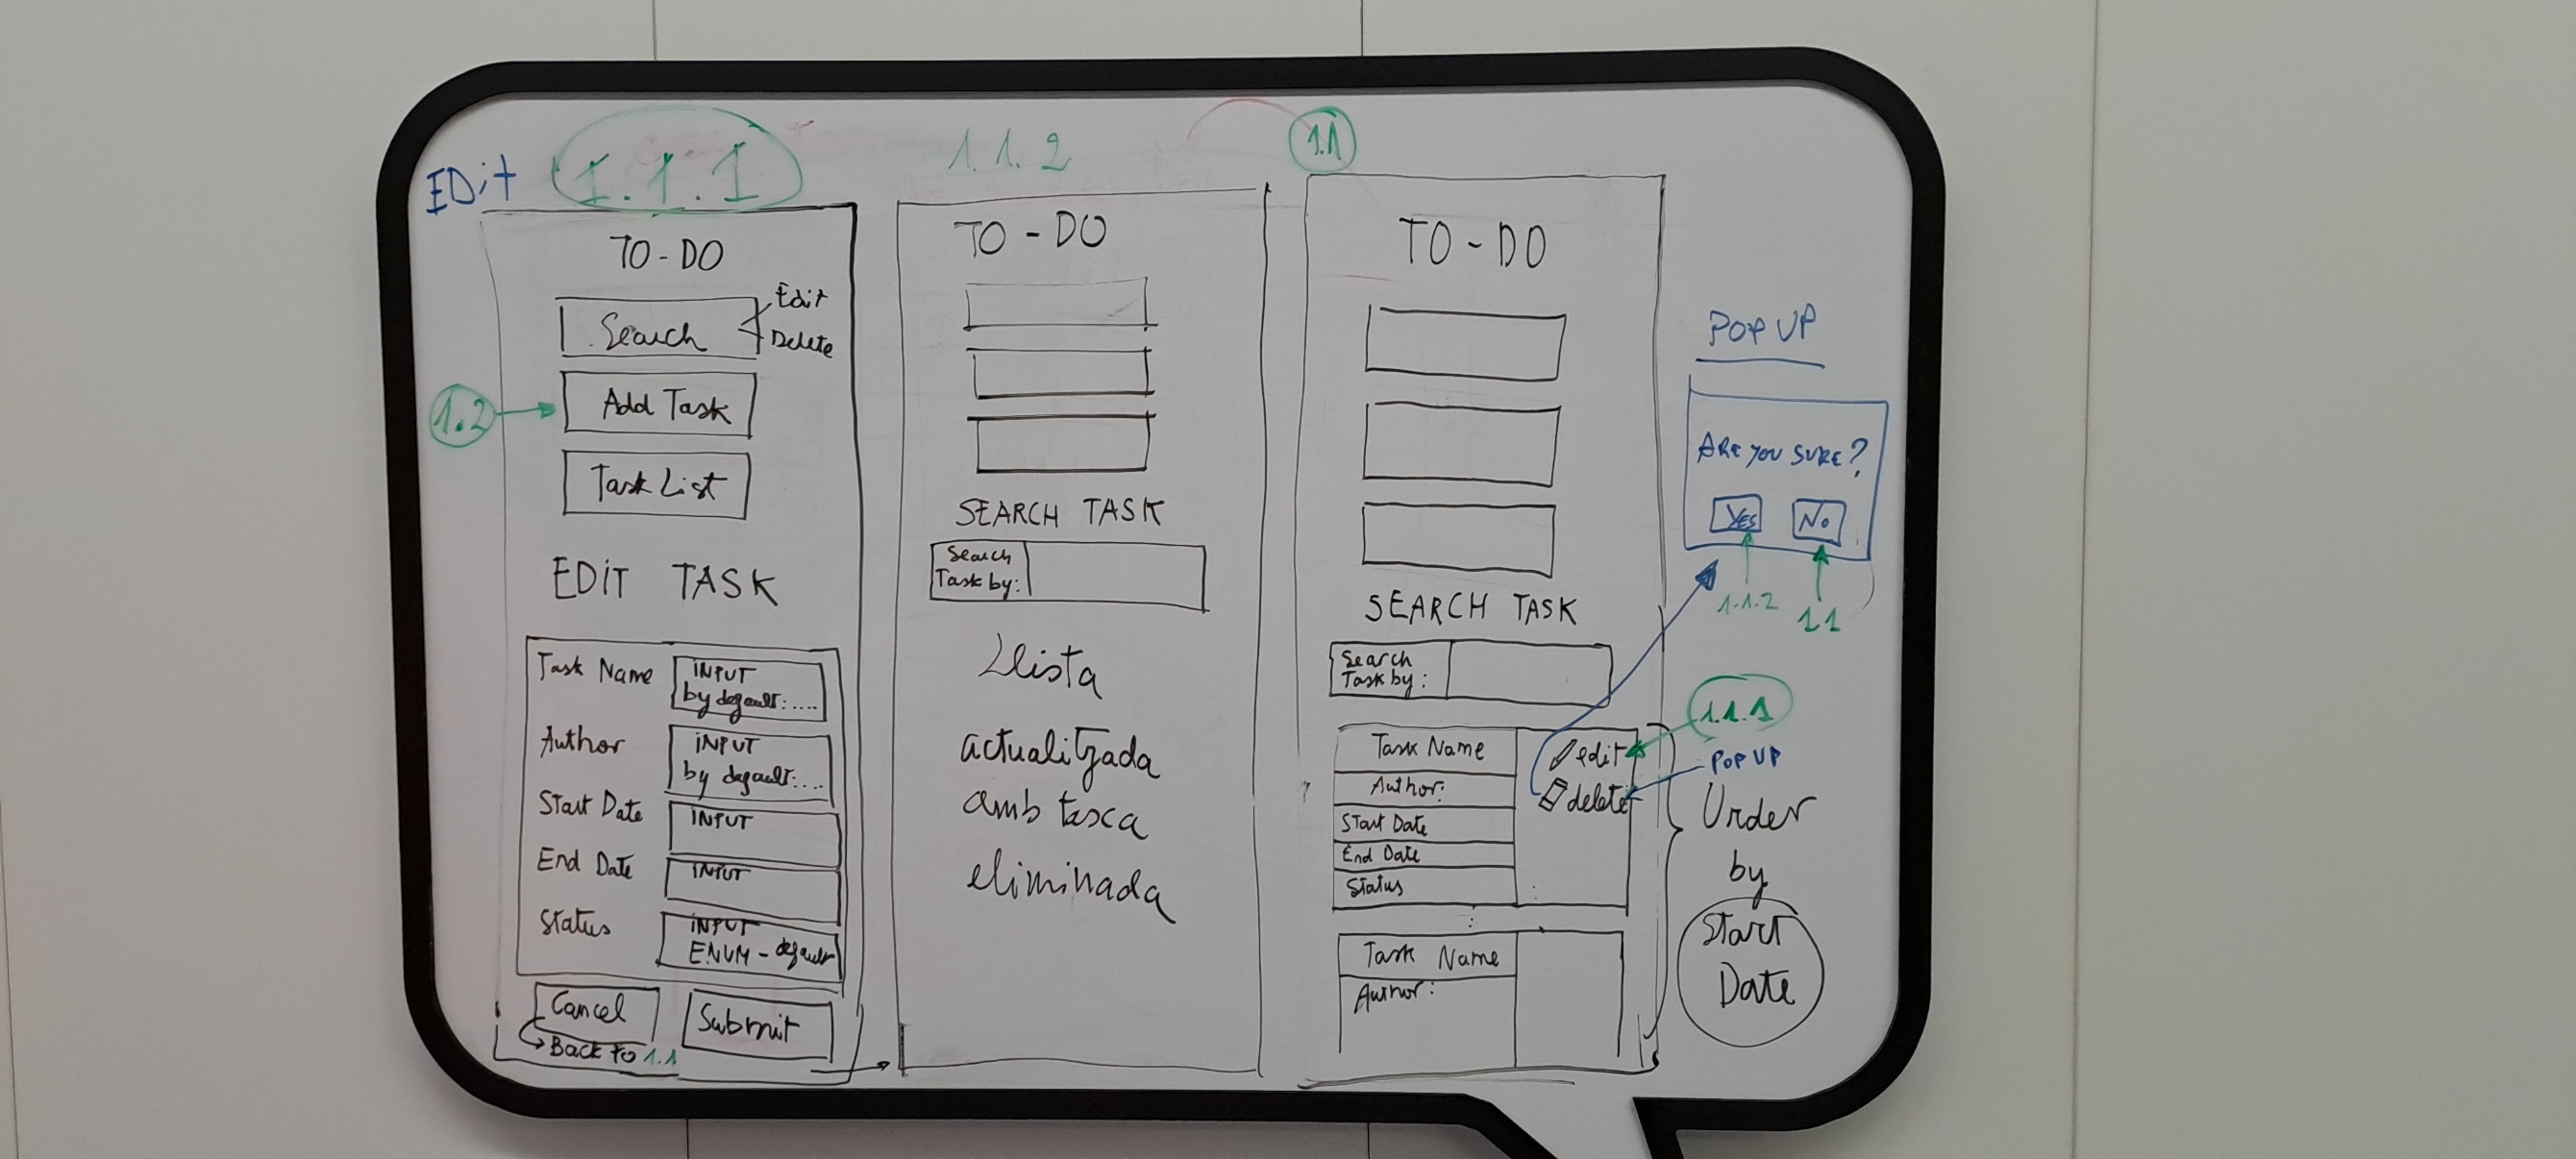 EDit
1.1.1
TO-DO
Search
Edit
Delete
1.2
Add Task
Task List
EDIT TASK
Task Name
INPUT
by default: ....
Author
INPUT
by default: ....
Start Date
INPUT
End Date
INPUT
Status
INPUT
ENUM - default
Cancel
Submit
Back to 1.1
1.1.2
TO-DO
SEARCH TASK
Search
Task by:
Llista
actualitzada
amb tasca
eliminada
1.1
TO-DO
SEARCH TASK
Search
Task by:
Task Name
Author:
Start Date
End Date
Status
edit
delete
Task Name
Author:
POP UP
ARE YOU SURE?
YES
NO
1.1.2
1.1
1.1.1
POP UP
Order
by
Start
Date